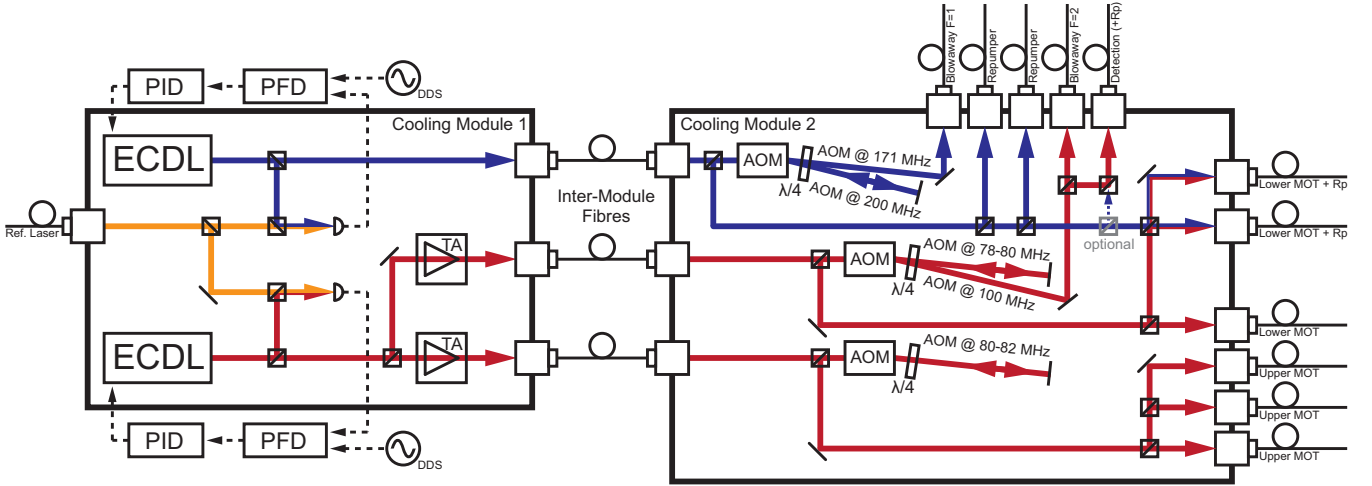 PID
PFD
DDS
Cooling Module 1
ECDL
Ref. Laser
TA
ECDL
TA
PID
PFD
DDS
Inter-Module
Fibres
Cooling Module 2
Blowaway F=1
Repumper
Repumper
Blowaway F=2
Detection (+Rp)
AOM
AOM @ 171 MHz
λ/4
AOM @ 200 MHz
optional
AOM
AOM @ 78-80 MHz
λ/4
AOM @ 100 MHz
AOM
AOM @ 80-82 MHz
λ/4
Lower MOT + Rp
Lower MOT + Rp
Lower MOT
Upper MOT
Upper MOT
Upper MOT